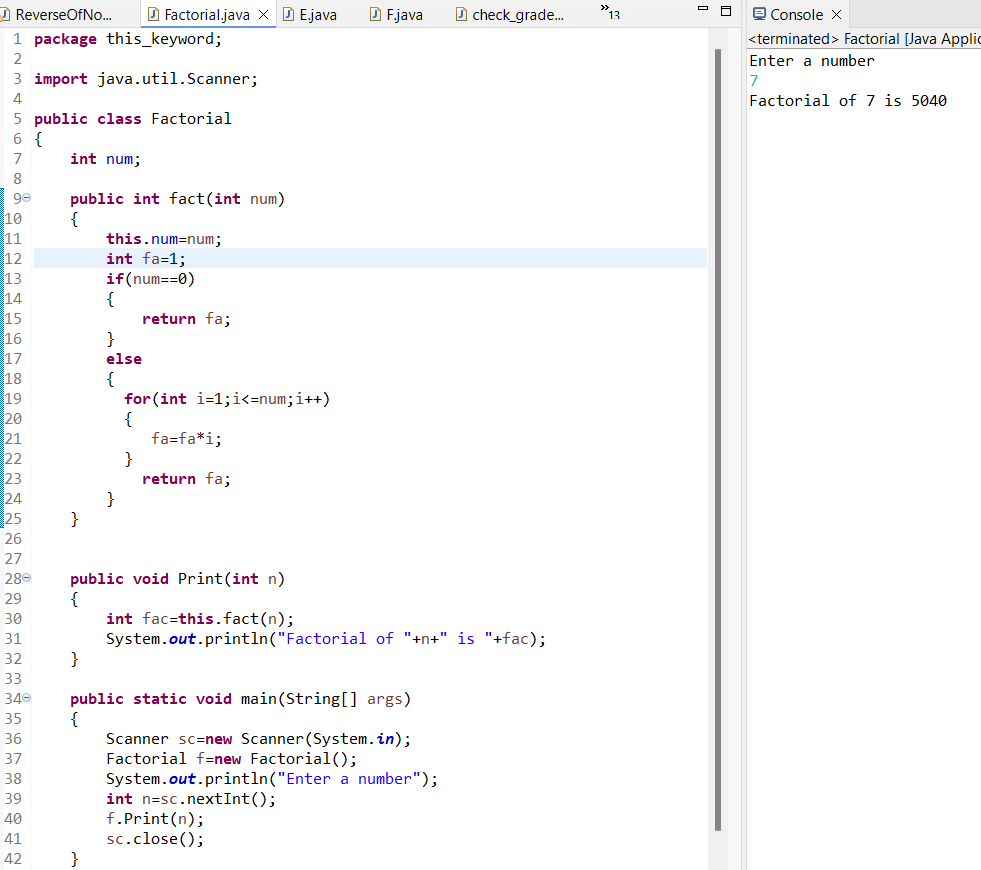 ReverseOfNo... Factorial.java E.java F.java check_grade... »13
1 package this_keyword;
2
3 import java.util.Scanner;
4
5 public class Factorial
6 {
7     int num;
8
9     public int fact(int num)
10     {
11         this.num=num;
12         int fa=1;
13         if(num==0)
14         {
15             return fa;
16         }
17         else
18         {
19           for(int i=1;i<=num;i++)
20           {
21              fa=fa*i;
22           }
23             return fa;
24         }
25     }
26
27
28     public void Print(int n)
29     {
30         int fac=this.fact(n);
31         System.out.println("Factorial of "+n+" is "+fac);
32     }
33
34     public static void main(String[] args)
35     {
36         Scanner sc=new Scanner(System.in);
37         Factorial f=new Factorial();
38         System.out.println("Enter a number");
39         int n=sc.nextInt();
40         f.Print(n);
41         sc.close();
42     }
Console
<terminated> Factorial [Java Applic
Enter a number
7
Factorial of 7 is 5040